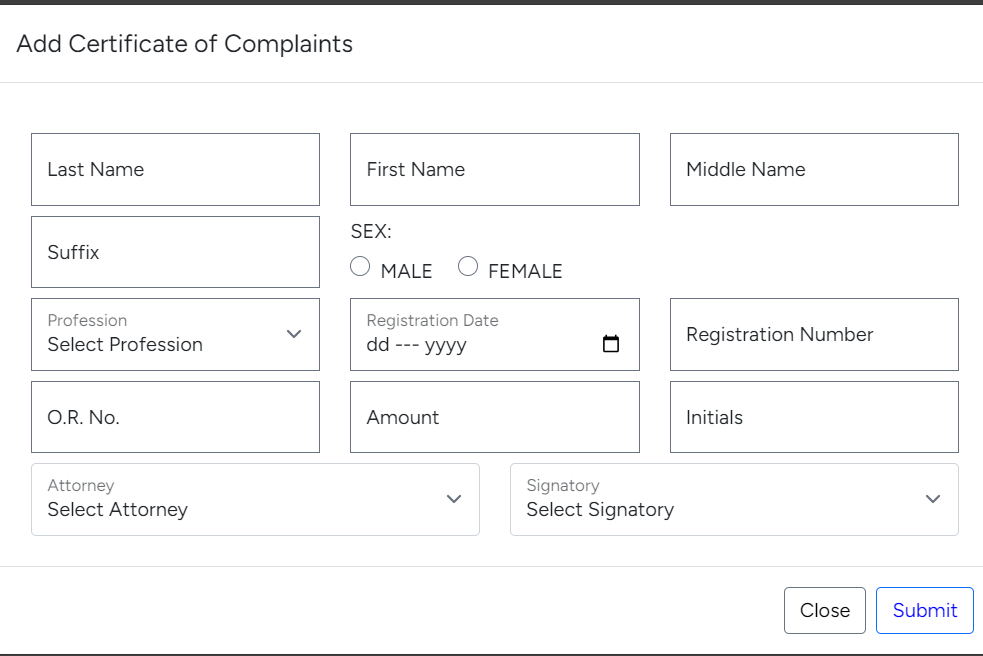 Add Certificate of Complaints
Last Name
First Name
Middle Name
Suffix
SEX:
MALE
FEMALE
Profession
Select Profession
Registration Date
dd --- yyyy
Registration Number
O.R. No.
Amount
Initials
Attorney
Select Attorney
Signatory
Select Signatory
Close
Submit